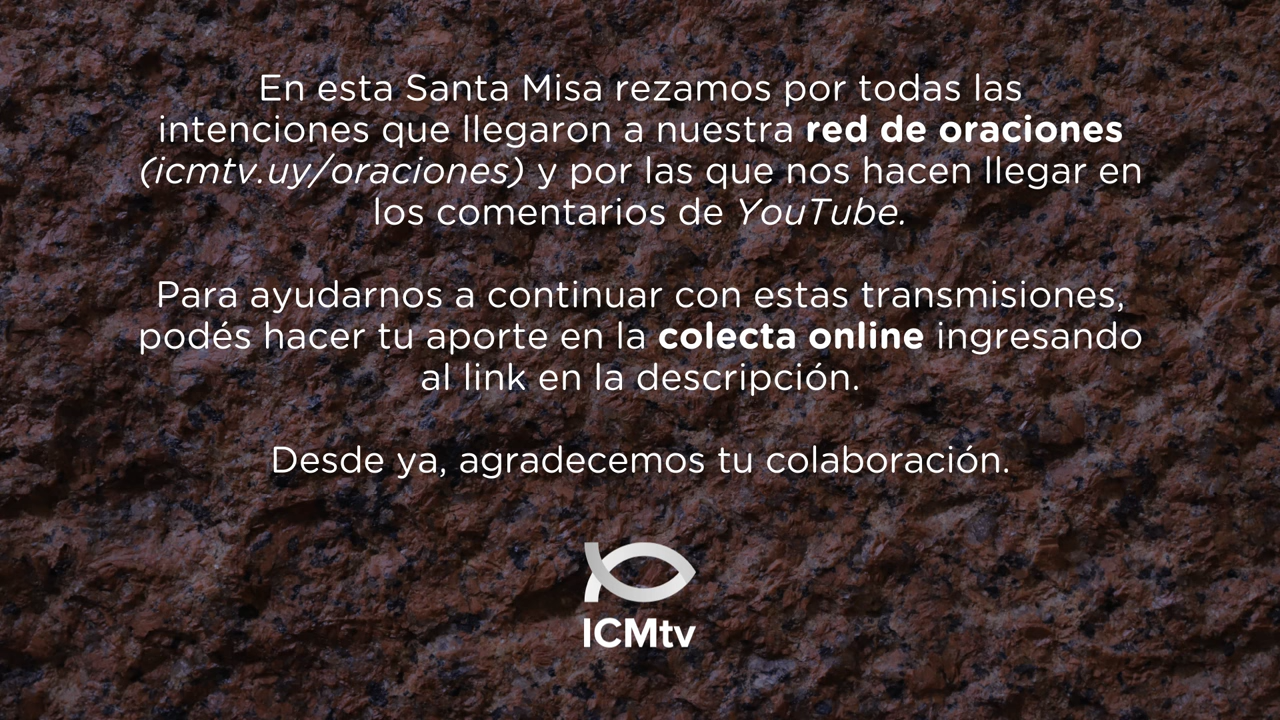 En esta Santa Misa rezamos por todas las
intenciones que llegaron a nuestra red de oraciones
(icmtv.uy/oraciones) y por las que nos hacen llegar en
los comentarios de YouTube.
Para ayudarnos a continuar con estas transmisiones,
podés hacer tu aporte en la colecta online ingresando
al link en la descripción.
Desde ya, agradecemos tu colaboración.
ICMtv